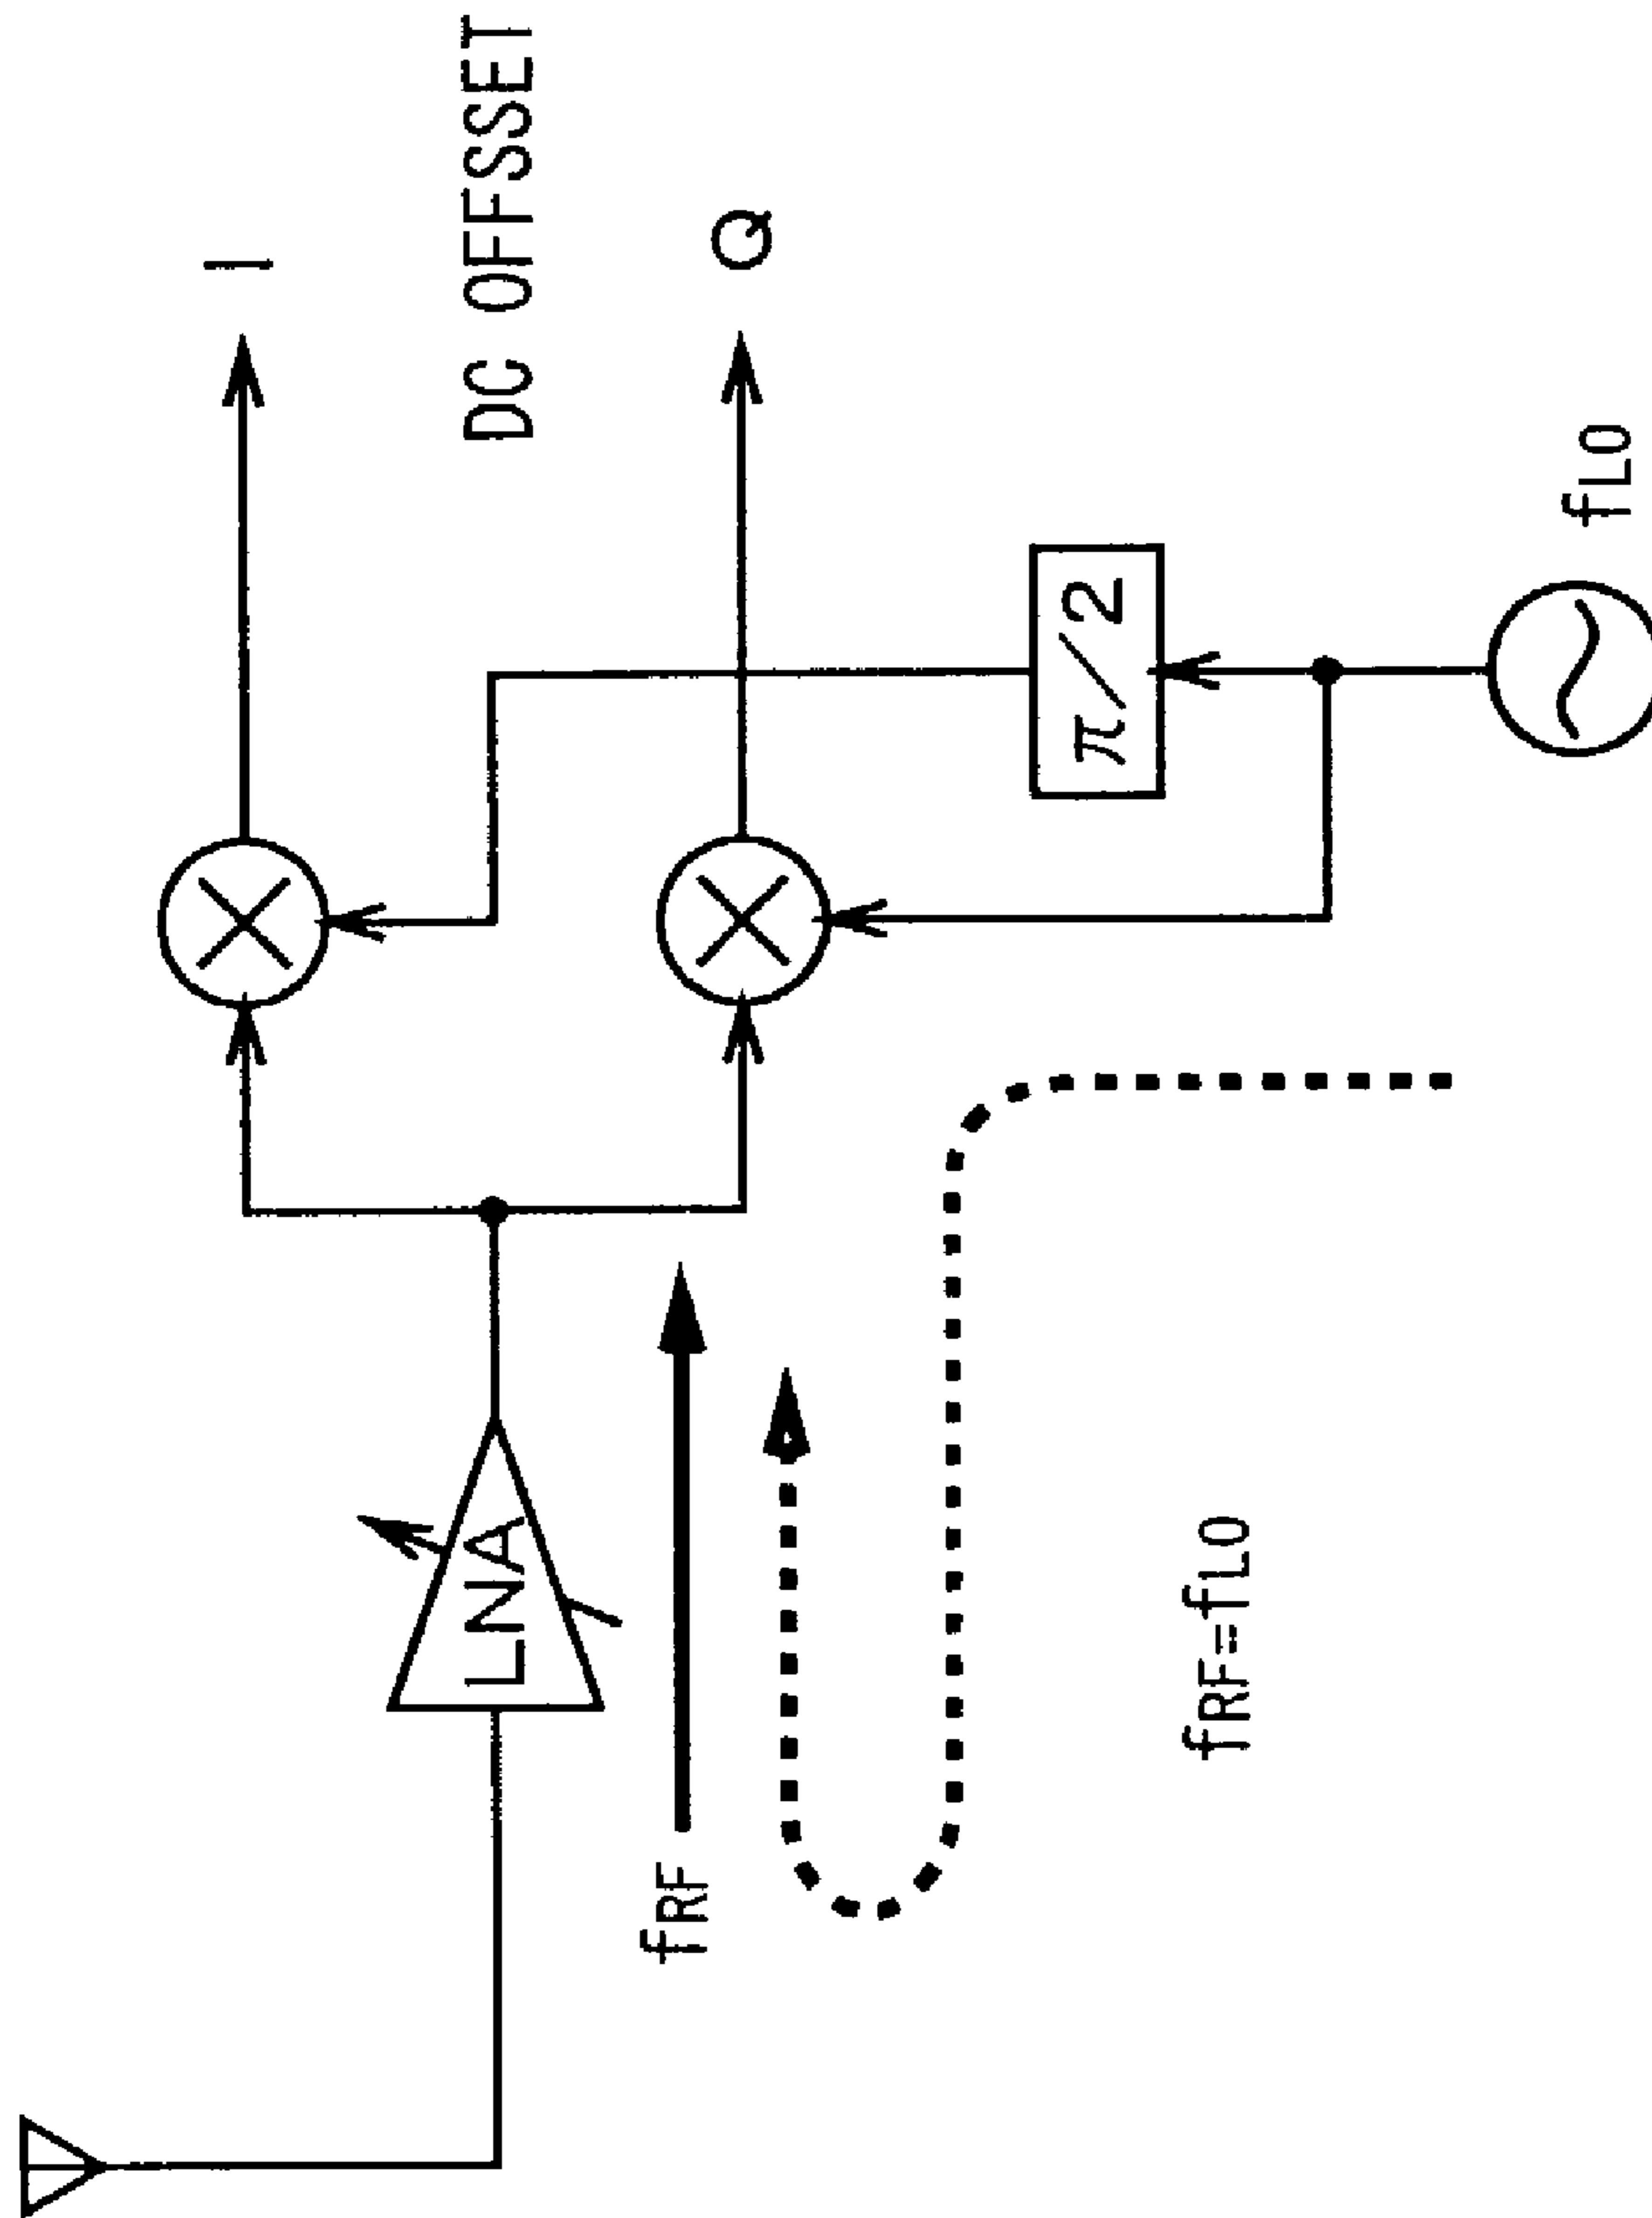 I
DC OFFSSET
Q
LNA
fRF
π/2
fRF=fLO
fLO